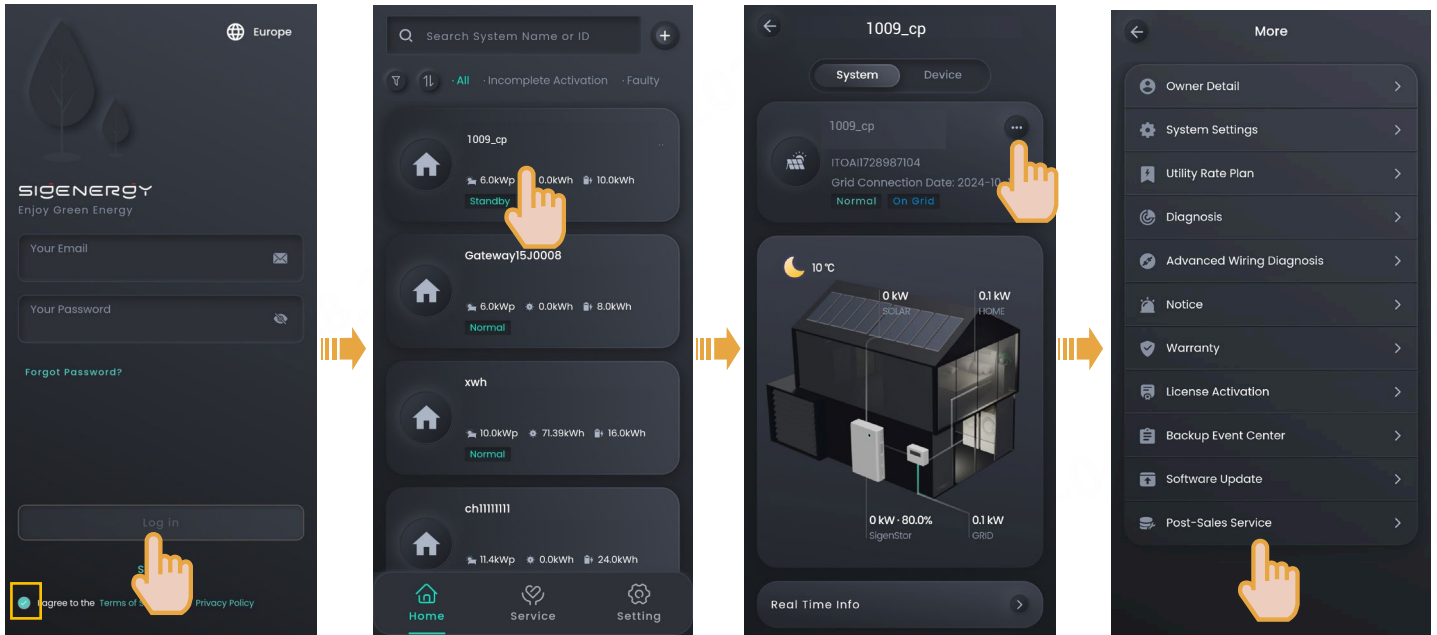 Europe
SIGENERGY
Enjoy Green Energy
Your Email
Your Password
Forgot Password?
Log in
S
I agree to the Terms of S Privacy Policy
Search System Name or ID
All · Incomplete Activation · Faulty
1009_cp
6.0kWp 0.0kWh 10.0kWh
Standby
Gateway15J0008
6.0kWp 0.0kWh 8.0kWh
Normal
xwh
10.0kWp 71.39kWh 16.0kWh
Normal
ch11111111
11.4kWp 0.0kWh 24.0kWh
Home Service Setting
1009_cp
System Device
1009_cp
ITOAI1728987104
Grid Connection Date: 2024-10-
Normal On Grid
10 ℃
0 kW 0.1 kW
SOLAR HOME
0 kW · 80.0% 0.1 kW
SigenStor GRID
Real Time Info
More
Owner Detail
System Settings
Utility Rate Plan
Diagnosis
Advanced Wiring Diagnosis
Notice
Warranty
License Activation
Backup Event Center
Software Update
Post-Sales Service